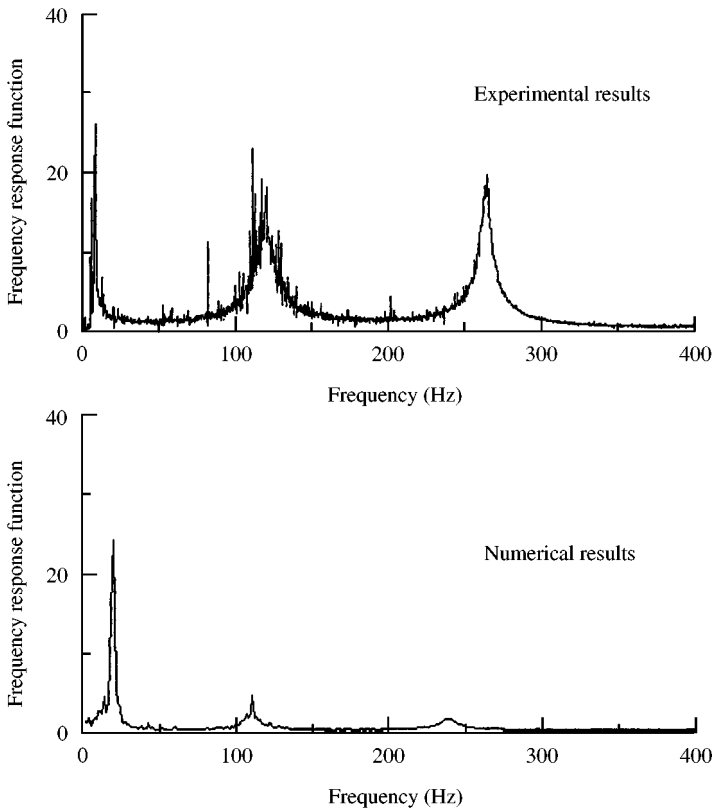 40
20
0
Frequency response function
Experimental results
0 100 200 300 400
Frequency (Hz)
40
20
0
Frequency response function
Numerical results
0 100 200 300 400
Frequency (Hz)